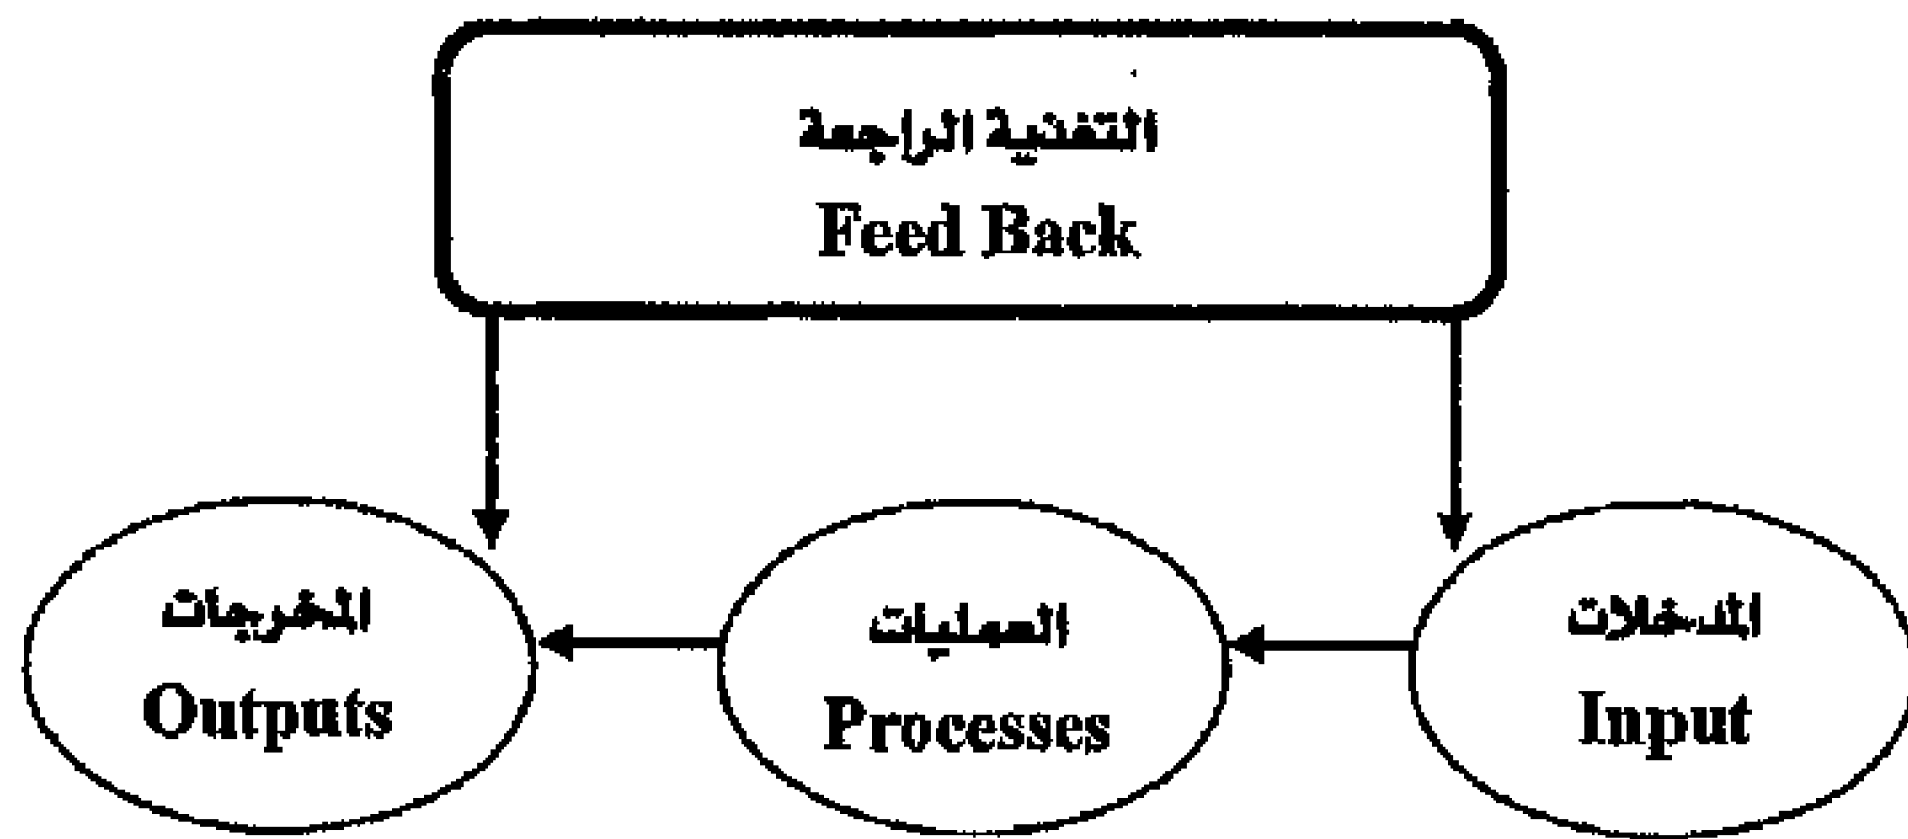 التغذية الراجعة
Feed Back
المدخلات
Input
العمليات
Processes
المخرجات
Outputs